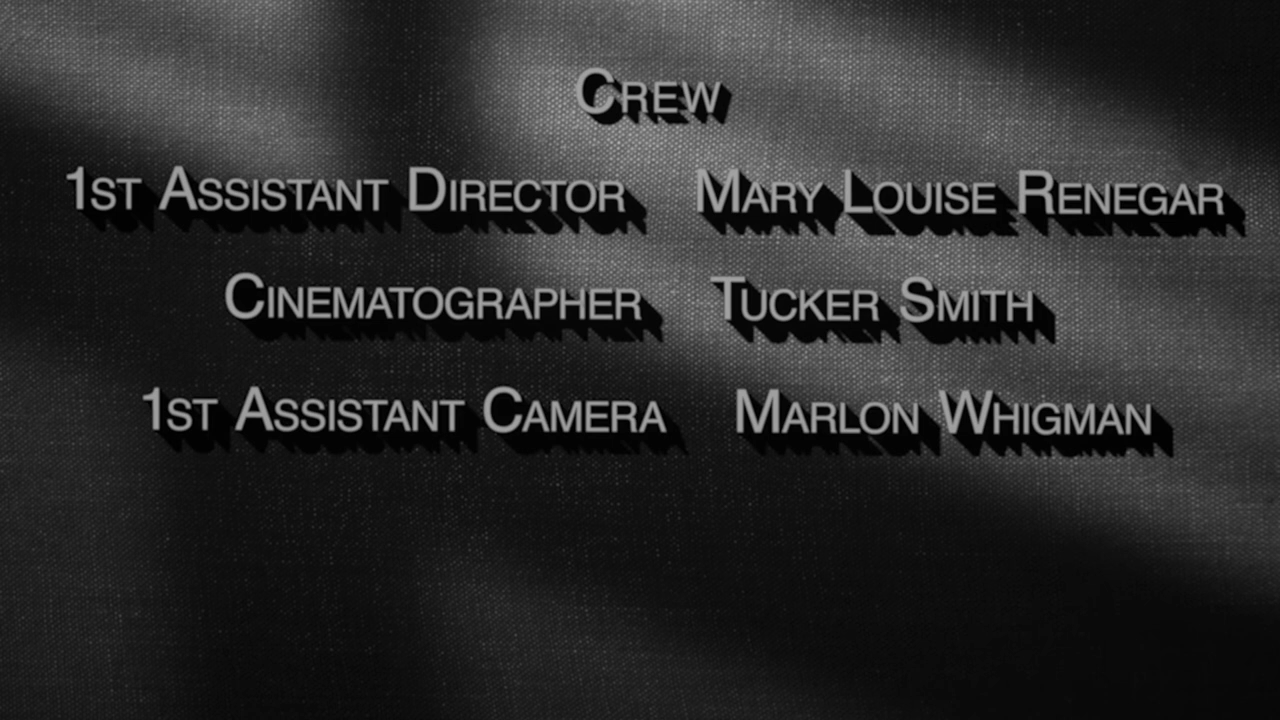 Crew
1st Assistant Director Mary Louise Renegar
Cinematographer Tucker Smith
1st Assistant Camera Marlon Whigman